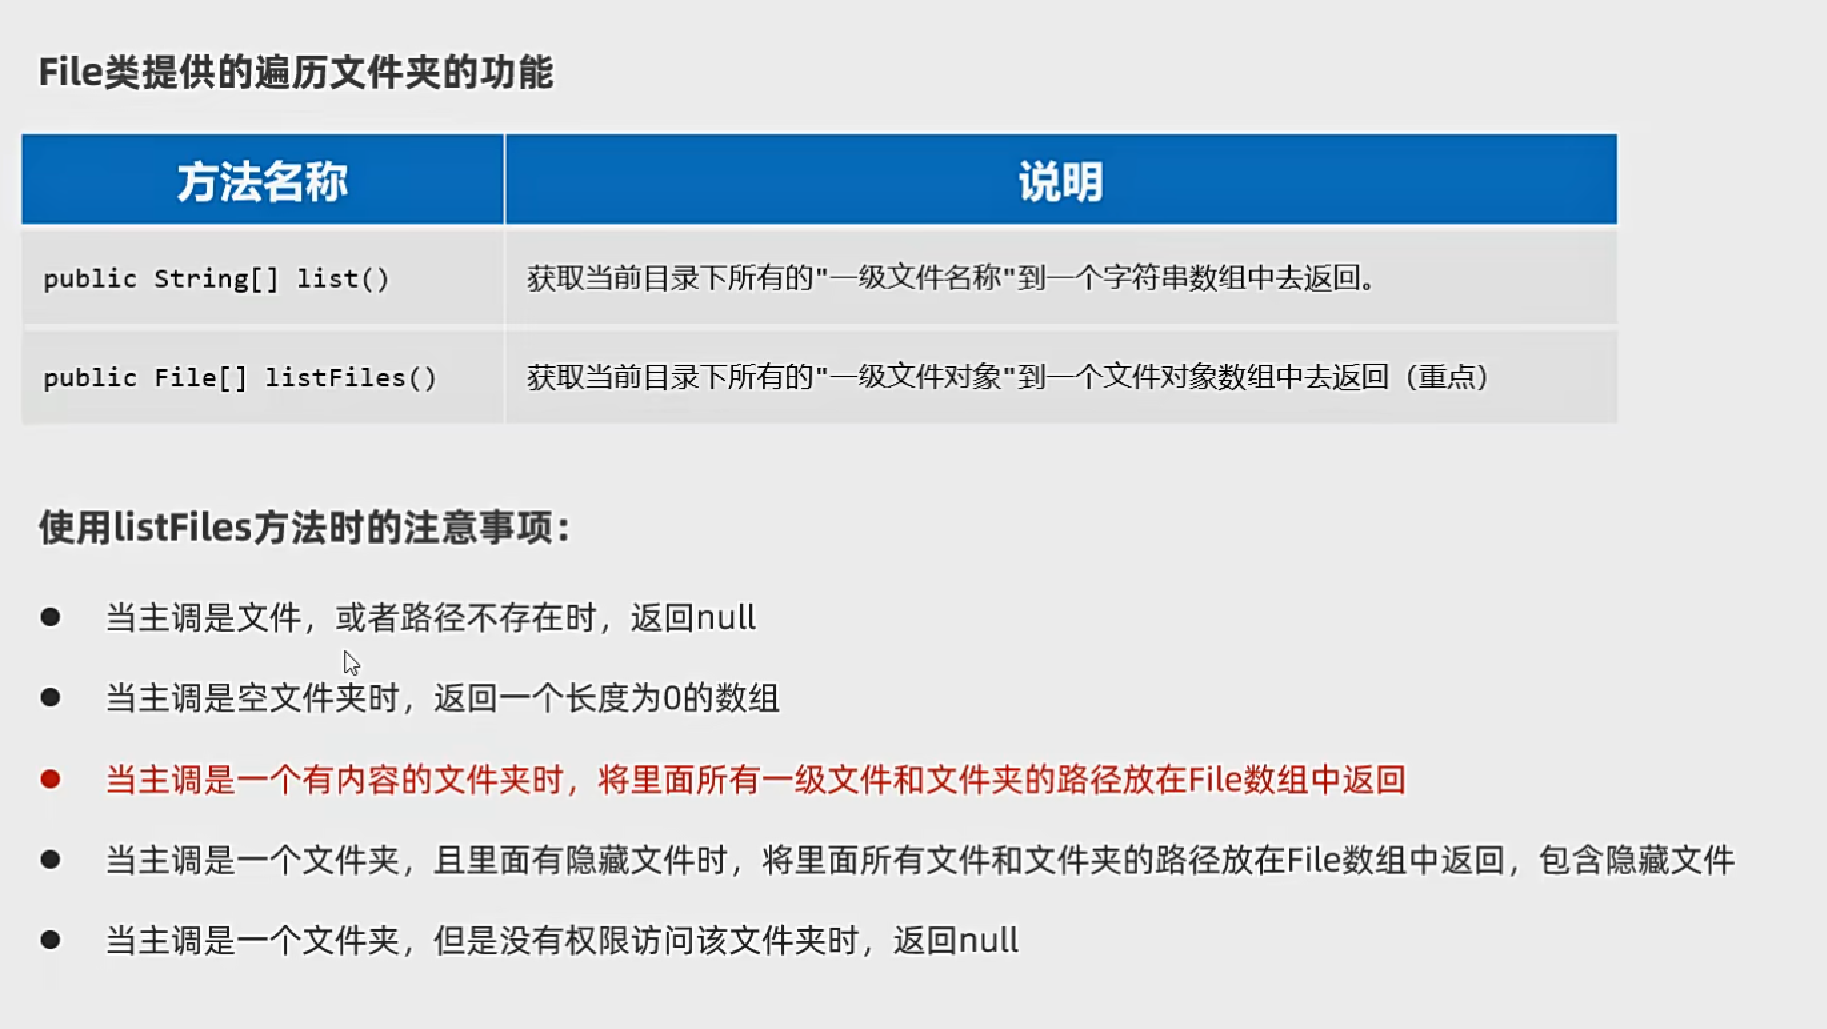 File类提供的遍历文件夹的功能
方法名称
说明
public String[] list()
获取当前目录下所有的"一级文件名称"到一个字符串数组中去返回。
public File[] listFiles()
获取当前目录下所有的"一级文件对象"到一个文件对象数组中去返回（重点）
使用listFiles方法时的注意事项：
● 当主调是文件，或者路径不存在时，返回null
● 当主调是空文件夹时，返回一个长度为0的数组
● 当主调是一个有内容的文件夹时，将里面所有一级文件和文件夹的路径放在File数组中返回
● 当主调是一个文件夹，且里面有隐藏文件时，将里面所有文件和文件夹的路径放在File数组中返回，包含隐藏文件
● 当主调是一个文件夹，但是没有权限访问该文件夹时，返回null